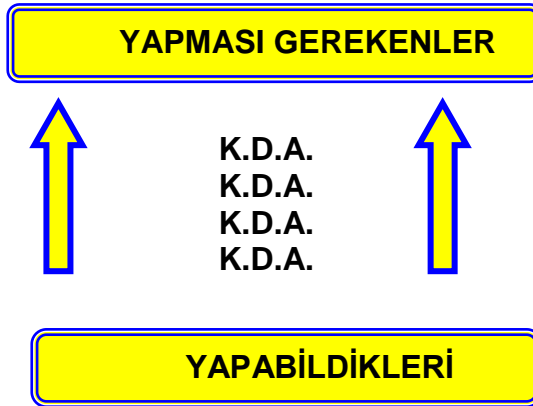 YAPMASI GEREKENLER
K.D.A.
K.D.A.
K.D.A.
K.D.A.
YAPABİLDİKLERİ